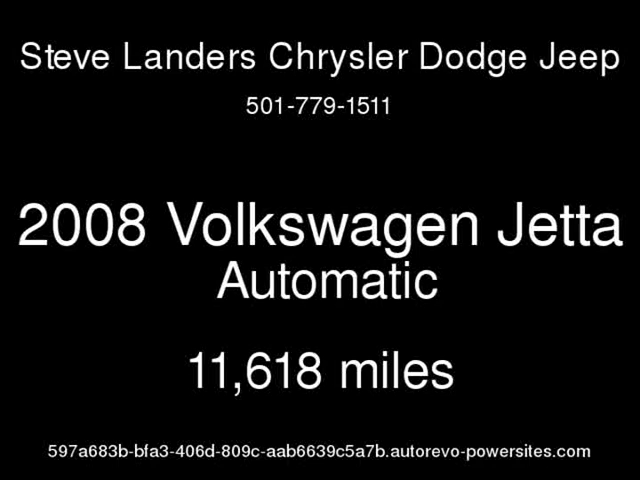 Steve Landers Chrysler Dodge Jeep
501-779-1511
2008 Volkswagen Jetta
Automatic
11,618 miles
597a683b-bfa3-406d-809c-aab6639c5a7b.autorevo-powersites.com